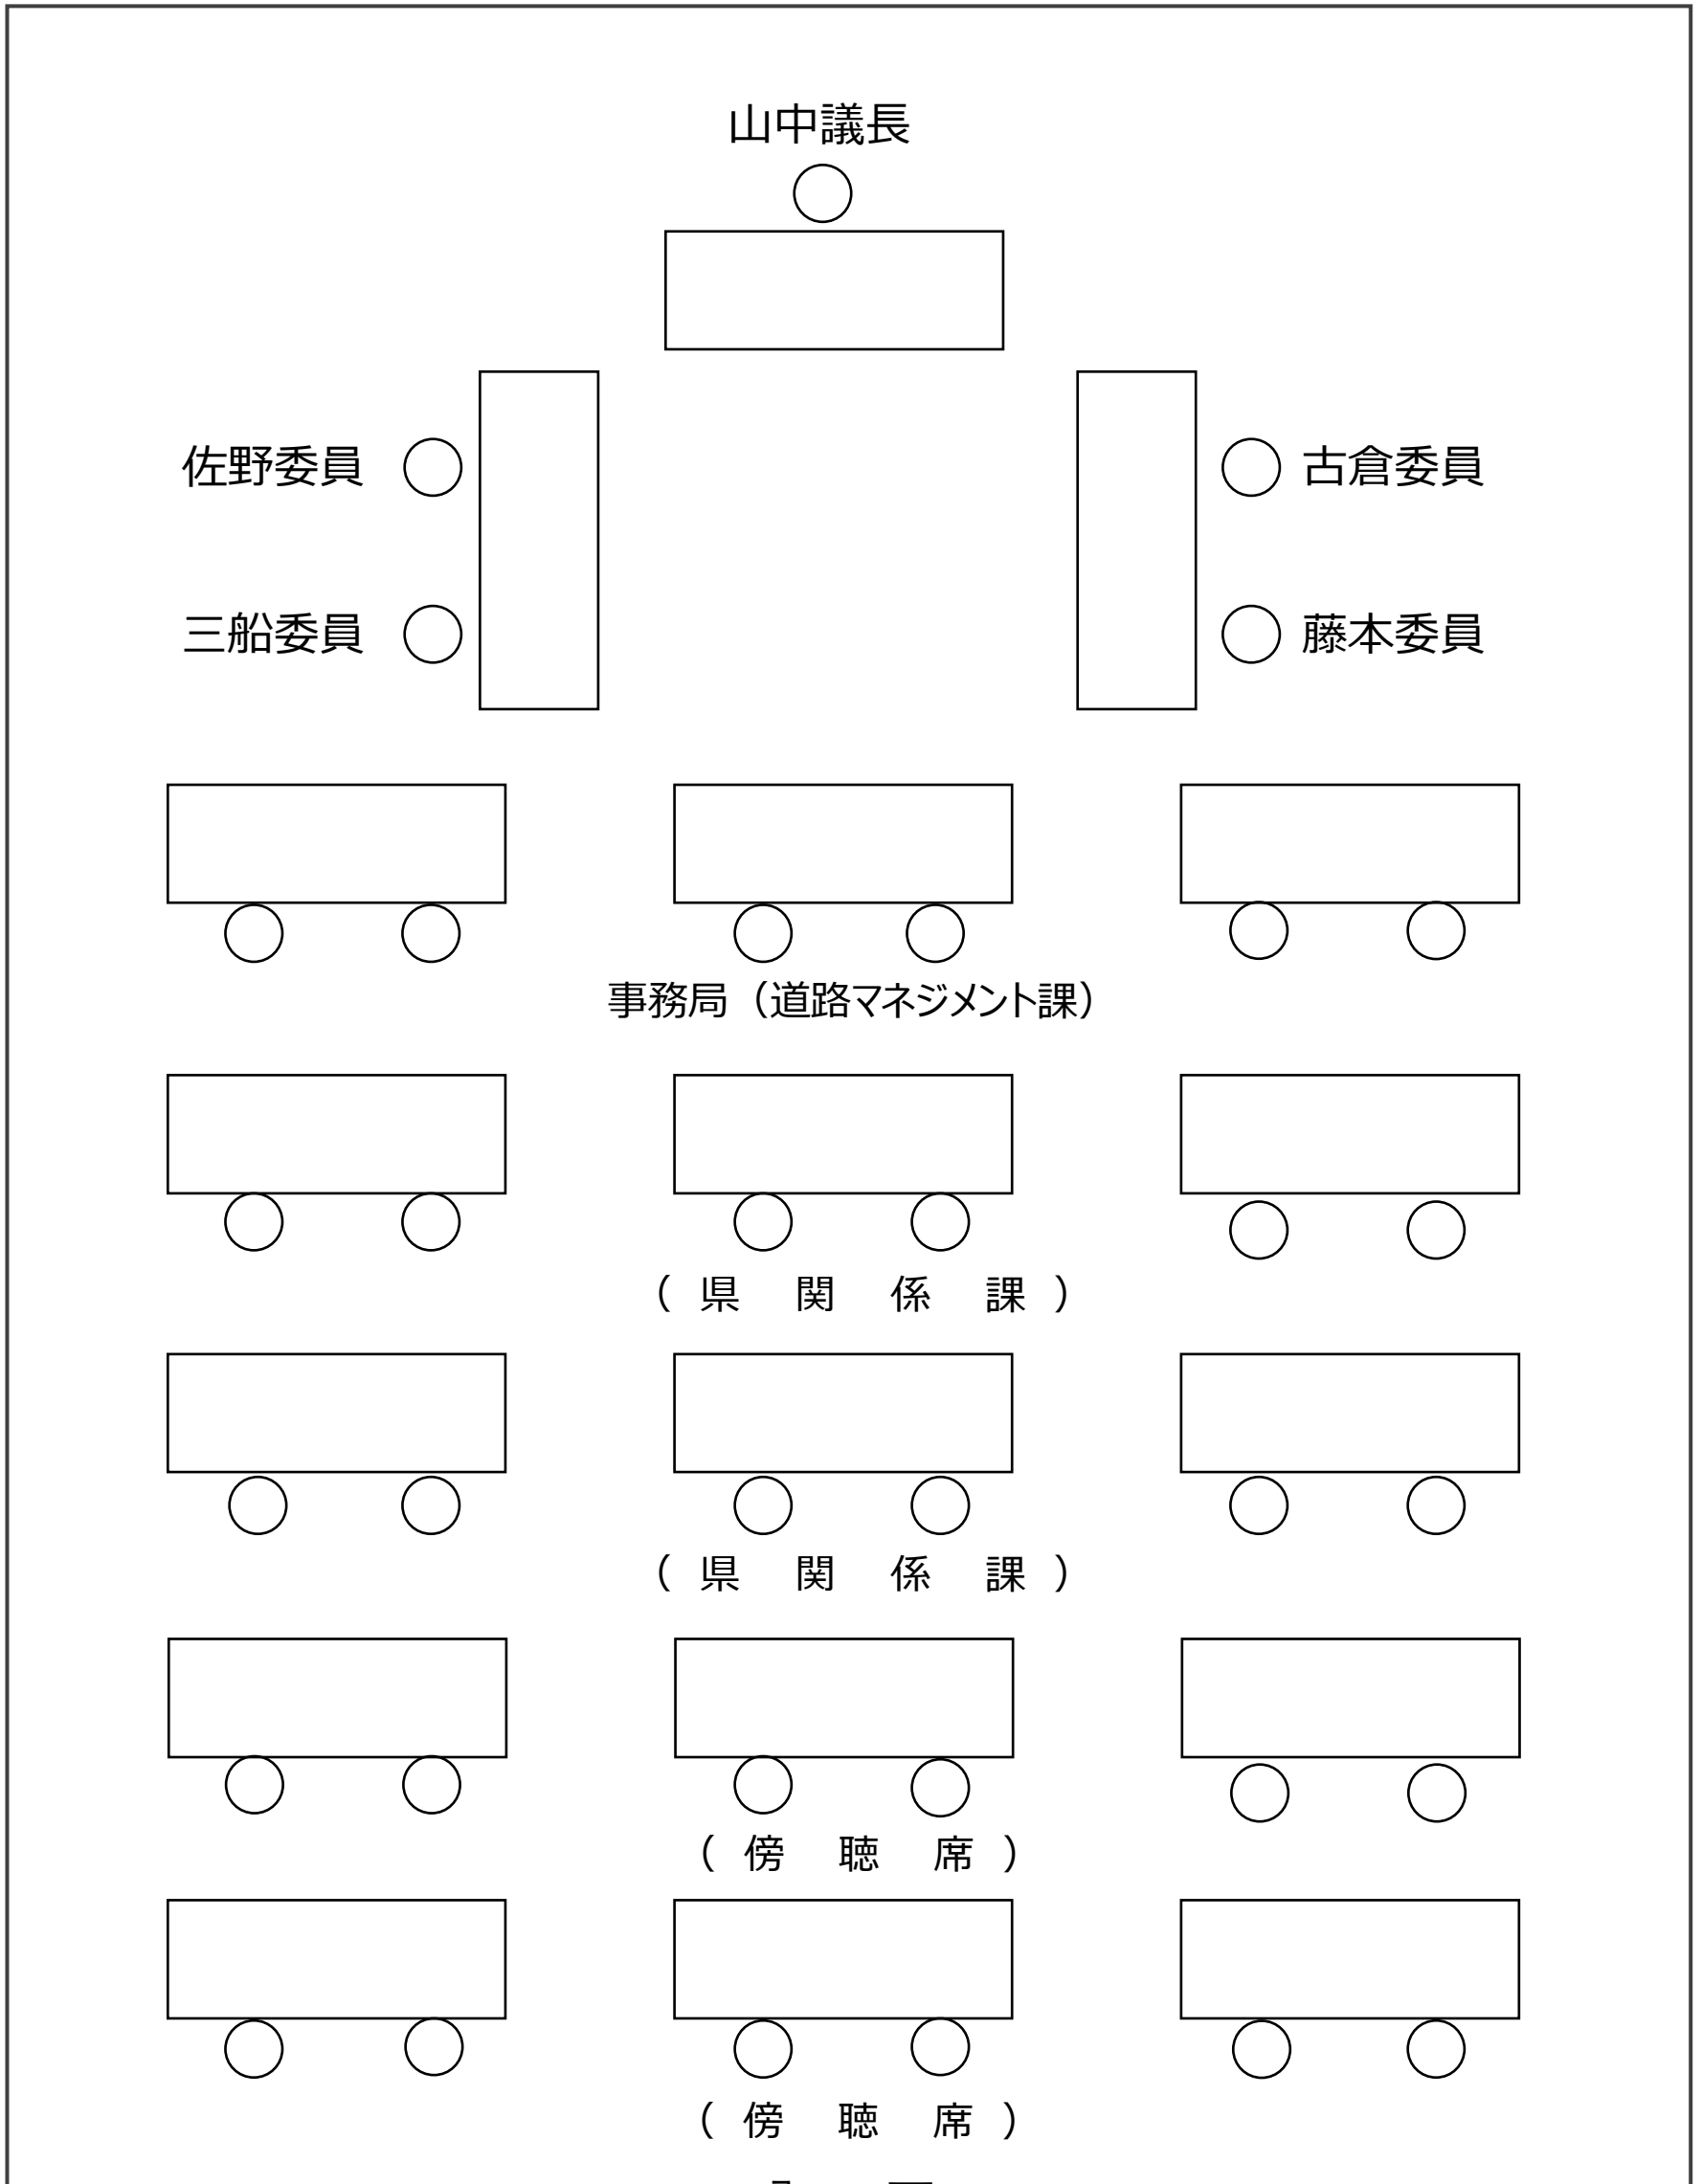 山中議長
佐野委員 古倉委員
三船委員 藤本委員
事務局（道路マネジメント課）
（ 県 関 係 課 ）
（ 県 関 係 課 ）
（ 傍 聴 席 ）
（ 傍 聴 席 ）